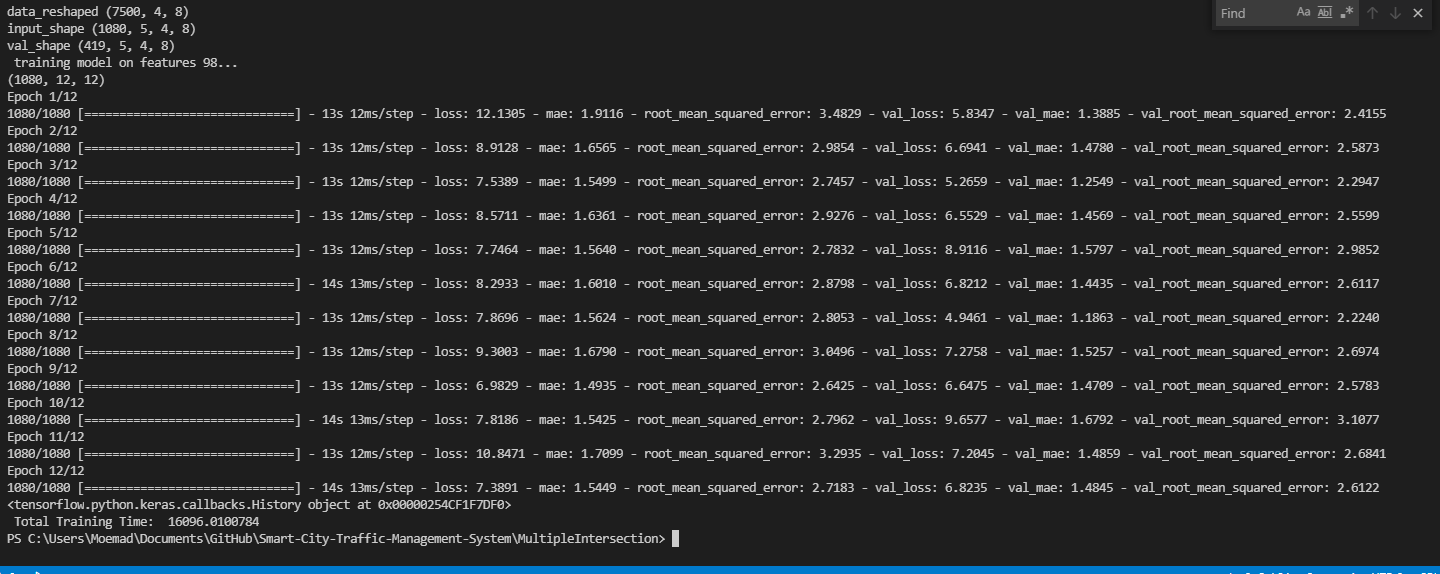 Find Aa Abl .*
data_reshaped (7500, 4, 8)
input_shape (1080, 5, 4, 8)
val_shape (419, 5, 4, 8)
training model on features 98...
(1080, 12, 12)
Epoch 1/12
1080/1080 [==============================] - 13s 12ms/step - loss: 12.1305 - mae: 1.9116 - root_mean_squared_error: 3.4829 - val_loss: 5.8347 - val_mae: 1.3885 - val_root_mean_squared_error: 2.4155
Epoch 2/12
1080/1080 [==============================] - 13s 12ms/step - loss: 8.9128 - mae: 1.6565 - root_mean_squared_error: 2.9854 - val_loss: 6.6941 - val_mae: 1.4780 - val_root_mean_squared_error: 2.5873
Epoch 3/12
1080/1080 [==============================] - 13s 12ms/step - loss: 7.5389 - mae: 1.5499 - root_mean_squared_error: 2.7457 - val_loss: 5.2659 - val_mae: 1.2549 - val_root_mean_squared_error: 2.2947
Epoch 4/12
1080/1080 [==============================] - 13s 12ms/step - loss: 8.5711 - mae: 1.6361 - root_mean_squared_error: 2.9276 - val_loss: 6.5529 - val_mae: 1.4569 - val_root_mean_squared_error: 2.5599
Epoch 5/12
1080/1080 [==============================] - 13s 12ms/step - loss: 7.7464 - mae: 1.5640 - root_mean_squared_error: 2.7832 - val_loss: 8.9116 - val_mae: 1.5797 - val_root_mean_squared_error: 2.9852
Epoch 6/12
1080/1080 [==============================] - 14s 13ms/step - loss: 8.2933 - mae: 1.6010 - root_mean_squared_error: 2.8798 - val_loss: 6.8212 - val_mae: 1.4435 - val_root_mean_squared_error: 2.6117
Epoch 7/12
1080/1080 [==============================] - 13s 12ms/step - loss: 7.8696 - mae: 1.5624 - root_mean_squared_error: 2.8053 - val_loss: 4.9461 - val_mae: 1.1863 - val_root_mean_squared_error: 2.2240
Epoch 8/12
1080/1080 [==============================] - 13s 12ms/step - loss: 9.3003 - mae: 1.6790 - root_mean_squared_error: 3.0496 - val_loss: 7.2758 - val_mae: 1.5257 - val_root_mean_squared_error: 2.6974
Epoch 9/12
1080/1080 [==============================] - 13s 12ms/step - loss: 6.9829 - mae: 1.4935 - root_mean_squared_error: 2.6425 - val_loss: 6.6475 - val_mae: 1.4709 - val_root_mean_squared_error: 2.5783
Epoch 10/12
1080/1080 [==============================] - 14s 13ms/step - loss: 7.8186 - mae: 1.5425 - root_mean_squared_error: 2.7962 - val_loss: 9.6577 - val_mae: 1.6792 - val_root_mean_squared_error: 3.1077
Epoch 11/12
1080/1080 [==============================] - 13s 12ms/step - loss: 10.8471 - mae: 1.7099 - root_mean_squared_error: 3.2935 - val_loss: 7.2045 - val_mae: 1.4859 - val_root_mean_squared_error: 2.6841
Epoch 12/12
1080/1080 [==============================] - 14s 13ms/step - loss: 7.3891 - mae: 1.5449 - root_mean_squared_error: 2.7183 - val_loss: 6.8235 - val_mae: 1.4845 - val_root_mean_squared_error: 2.6122
<tensorflow.python.keras.callbacks.History object at 0x00000254CF1F7DF0>
Total Training Time:  16096.0100784
PS C:\Users\Moemad\Documents\GitHub\Smart-City-Traffic-Management-System\MultipleIntersection>